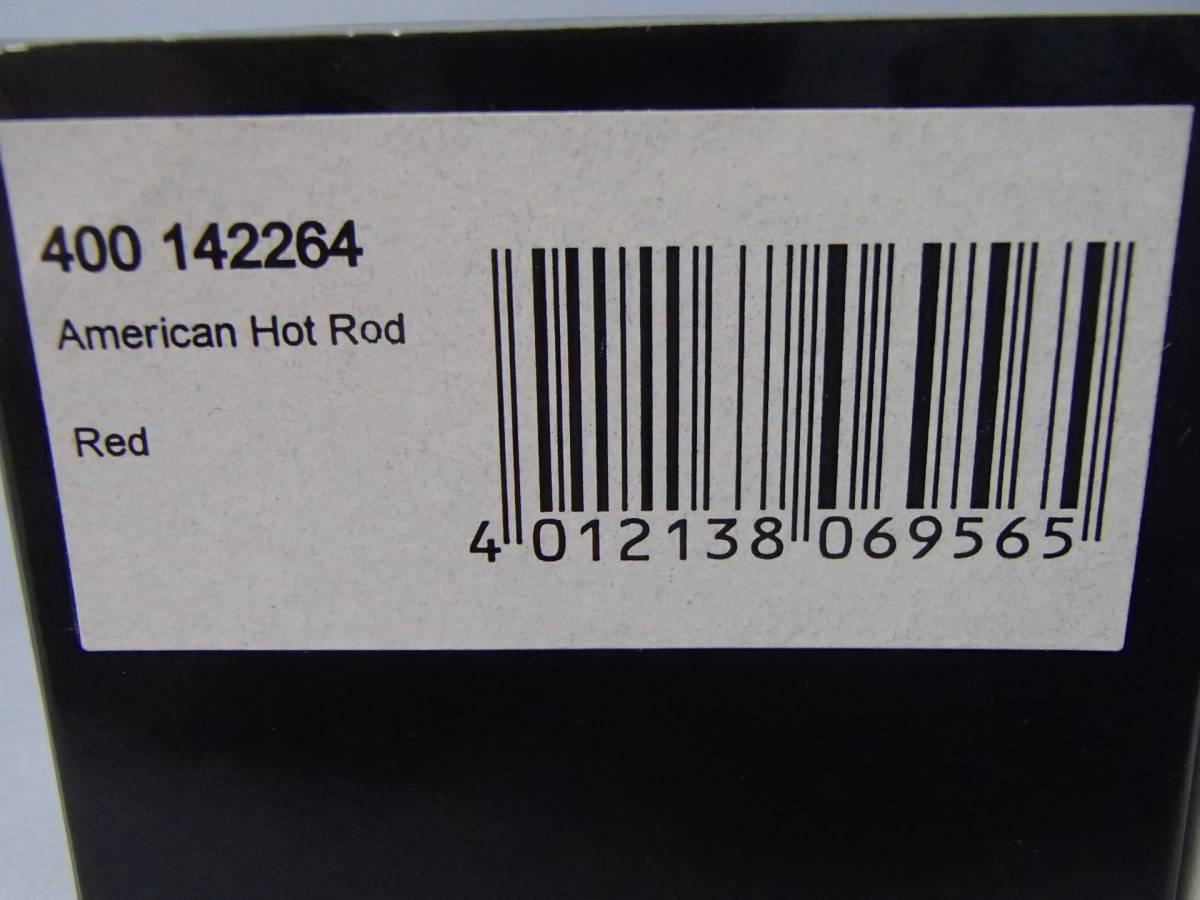 400 142264
American Hot Rod
Red
4 012138 069565